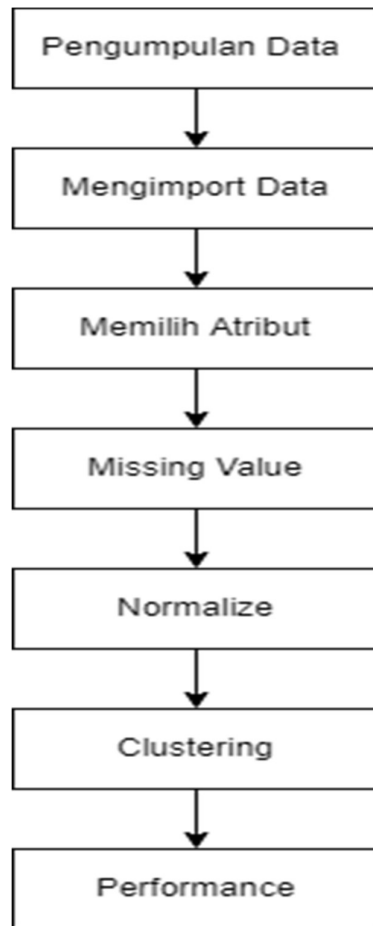 Pengumpulan Data
Mengimport Data
Memilih Atribut
Missing Value
Normalize
Clustering
Performance